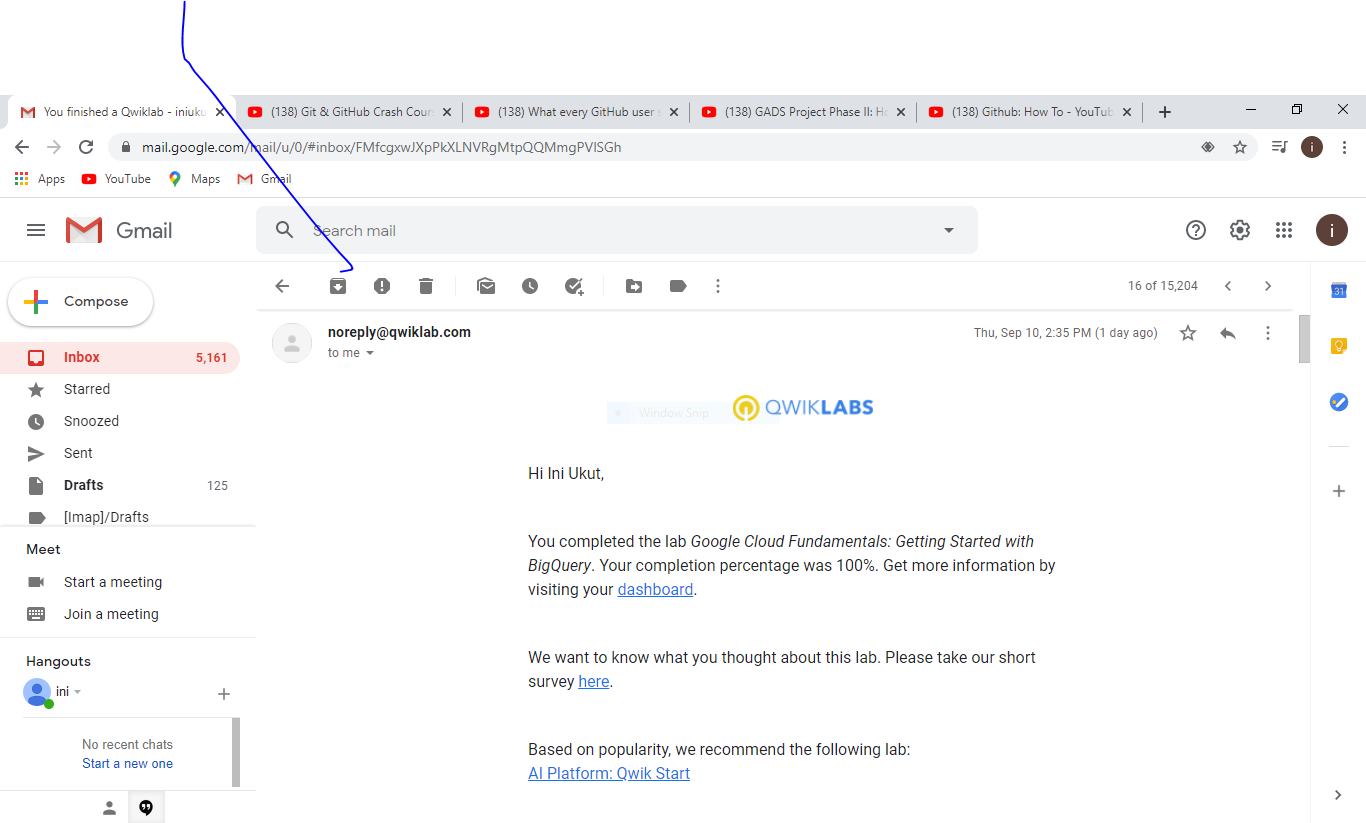 You finished a Qwiklab - iniuku
(138) Git & GitHub Crash Cour
(138) What every GitHub user s
(138) GADS Project Phase II: Ho
(138) Github: How To - YouTub
mail.google.com/mail/u/0/#inbox/FMfcgxwJXpPkXLNVRgMtpQQMmgPVlSGh
i
Apps
YouTube
Maps
Gmail
Gmail
Search mail
i
Compose
16 of 15,204
31
Inbox 5,161
Starred
Snoozed
Sent
Drafts 125
[Imap]/Drafts
Meet
Start a meeting
Join a meeting
Hangouts
ini
No recent chats
Start a new one
noreply@qwiklab.com
Thu, Sep 10, 2:35 PM (1 day ago)
to me
Window Snip
QWIKLABS
Hi Ini Ukut,
You completed the lab Google Cloud Fundamentals: Getting Started with
BigQuery. Your completion percentage was 100%. Get more information by
visiting your dashboard.
We want to know what you thought about this lab. Please take our short
survey here.
Based on popularity, we recommend the following lab:
AI Platform: Qwik Start